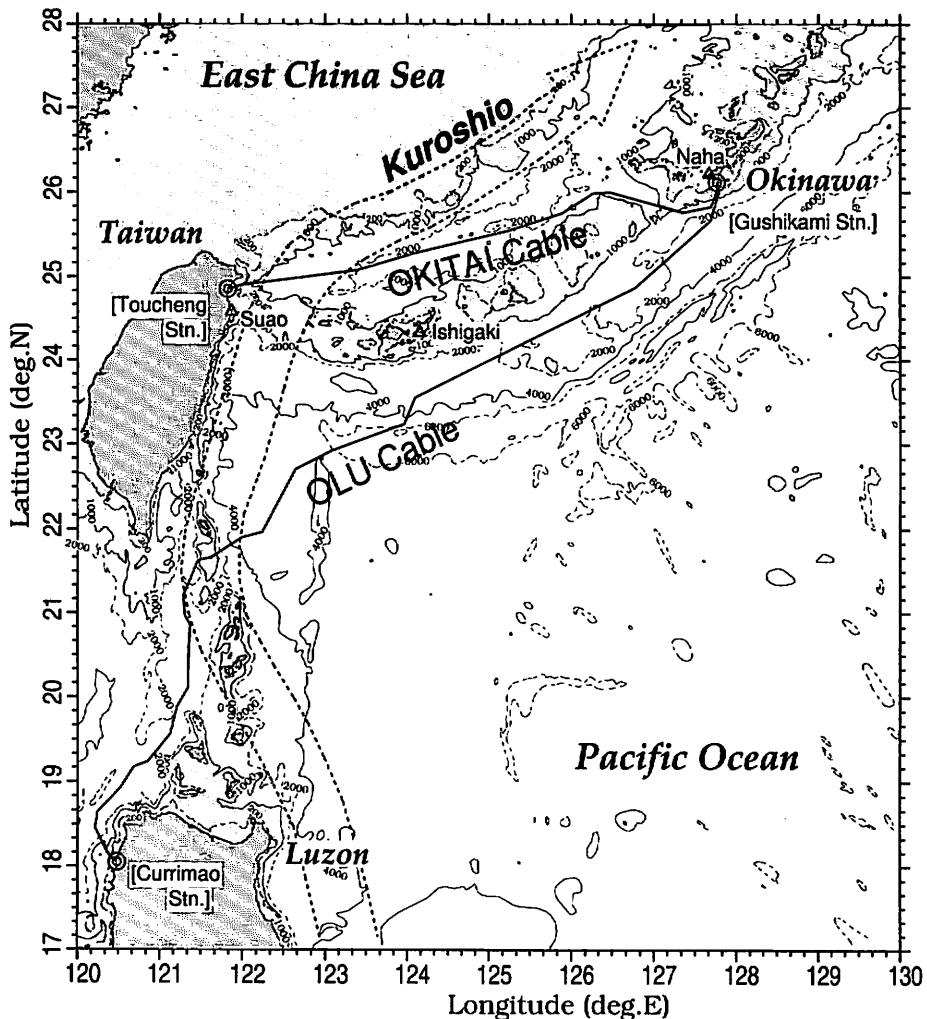 120 121 122 123 124 125 126 127 128 129 130
28
27
26
25
24
23
22
21
20
19
18
17
Latitude (deg.N)
Longitude (deg.E)
East China Sea
Kuroshio
Naha
Okinawa
[Gushikami Stn.]
Taiwan
OKITAI Cable
[Toucheng
Stn.]
Suao
Ishigaki
OLU Cable
Pacific Ocean
Luzon
[Currimao
Stn.]
1000
2000
4000
6000
200